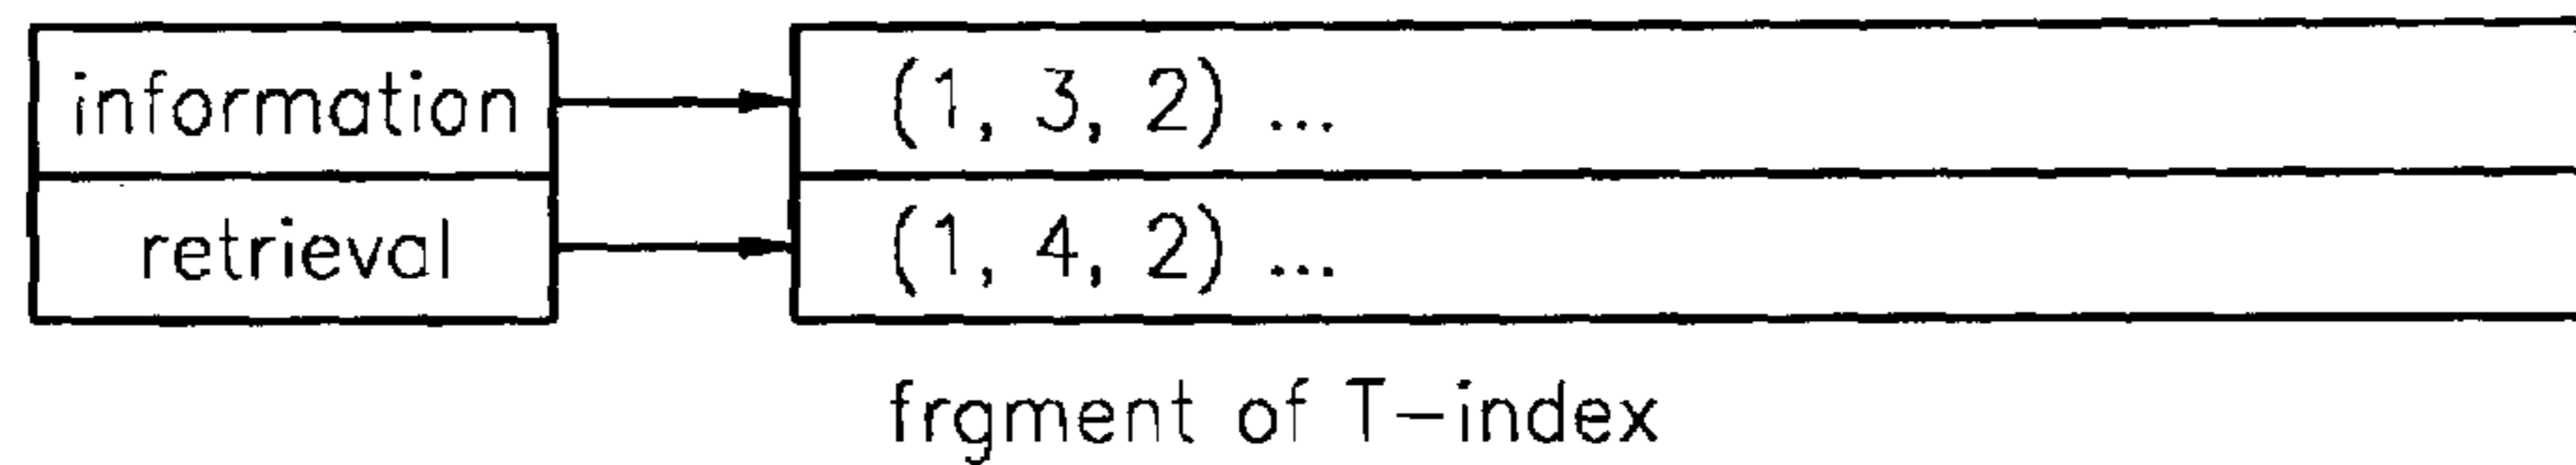 information (1, 3, 2) ...
retrieval (1, 4, 2) ...
frgment of T-index